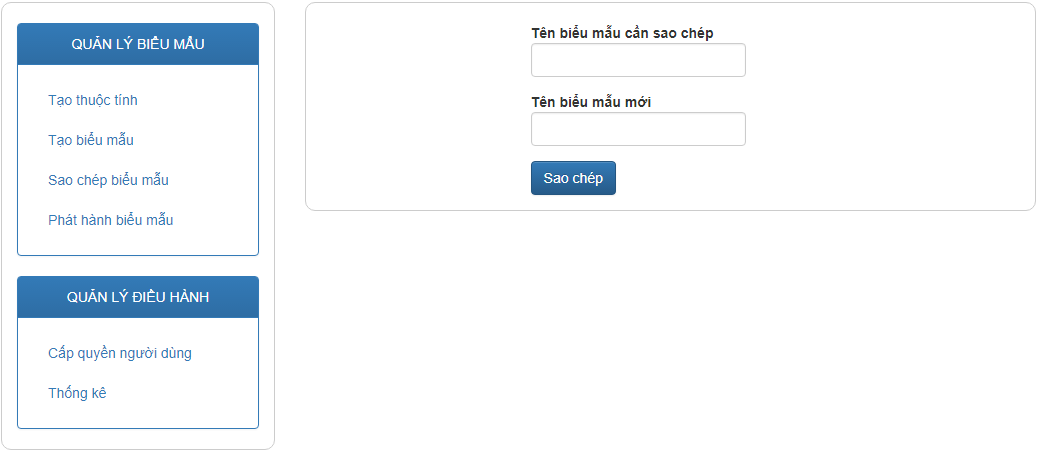 QUẢN LÝ BIỂU MẪU
Tạo thuộc tính
Tạo biểu mẫu
Sao chép biểu mẫu
Phát hành biểu mẫu
QUẢN LÝ ĐIỀU HÀNH
Cấp quyền người dùng
Thống kê
Tên biểu mẫu cần sao chép
Tên biểu mẫu mới
Sao chép